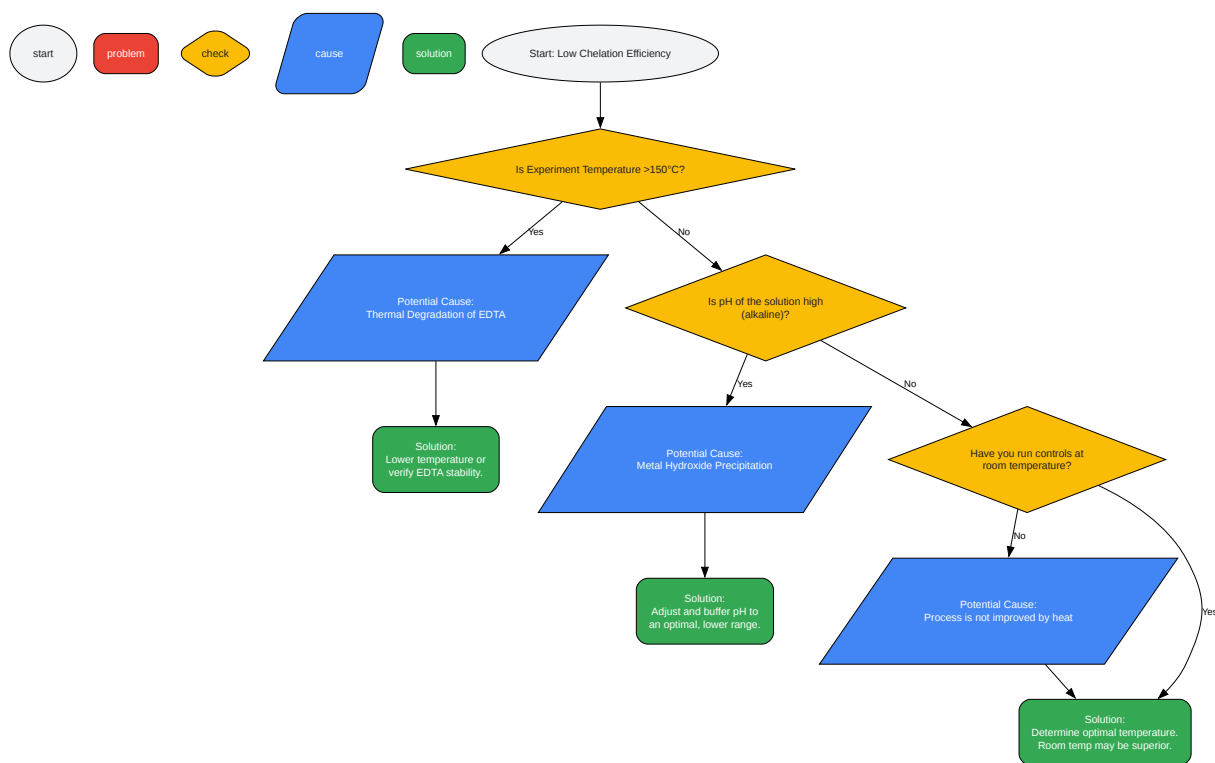 start
problem
check
cause
solution
Start: Low Chelation Efficiency
Is Experiment Temperature >150°C?
Yes
No
Potential Cause:
Thermal Degradation of EDTA
Is pH of the solution high
(alkaline)?
Yes
No
Solution:
Lower temperature or
verify EDTA stability.
Potential Cause:
Metal Hydroxide Precipitation
Have you run controls at
room temperature?
No
Yes
Solution:
Adjust and buffer pH to
an optimal, lower range.
Potential Cause:
Process is not improved by heat
Solution:
Determine optimal temperature.
Room temp may be superior.